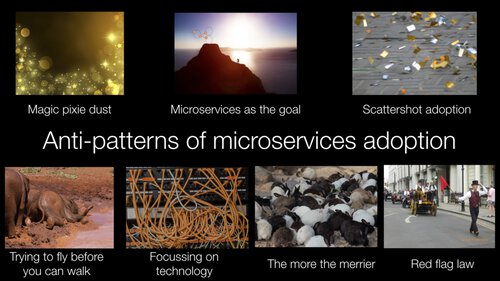 Magic pixie dust
Microservices as the goal
Scattershot adoption
Anti-patterns of microservices adoption
Trying to fly before
you can walk
Focussing on
technology
The more the merrier
Red flag law